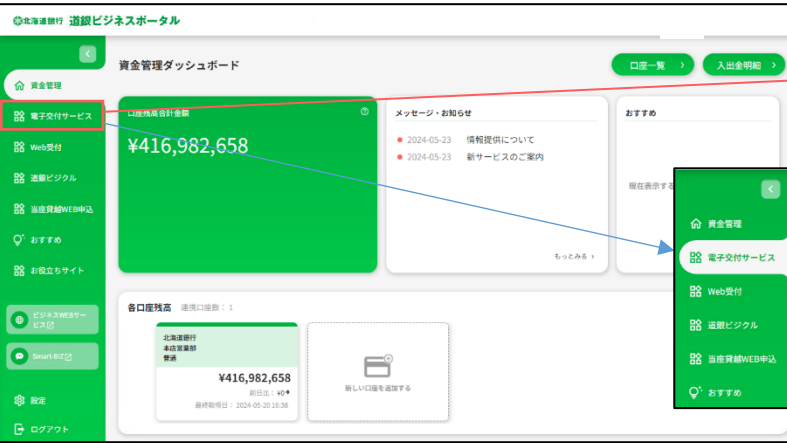 北海道銀行 道銀ビジネスポータル
資金管理ダッシュボード
口座一覧
入出金明細
資金管理
電子交付サービス
Web受付
道銀ビジクル
当座貸越WEB申込
おすすめ
お役立ちサイト
ビジネスWEBサー
ビス
Smart-BIZ
設定
ログアウト
口座残高合計金額
¥416,982,658
メッセージ・お知らせ
2024-05-23 情報提供について
2024-05-23 新サービスのご案内
もっとみる
おすすめ
現在表示する
各口座残高 連携口座数：1
北海道銀行
本店営業部
普通
¥416,982,658
前日比：¥0
最終取得日：2024-05-20 16:38
新しい口座を追加する
資金管理
電子交付サービス
Web受付
道銀ビジクル
当座貸越WEB申込
おすすめ